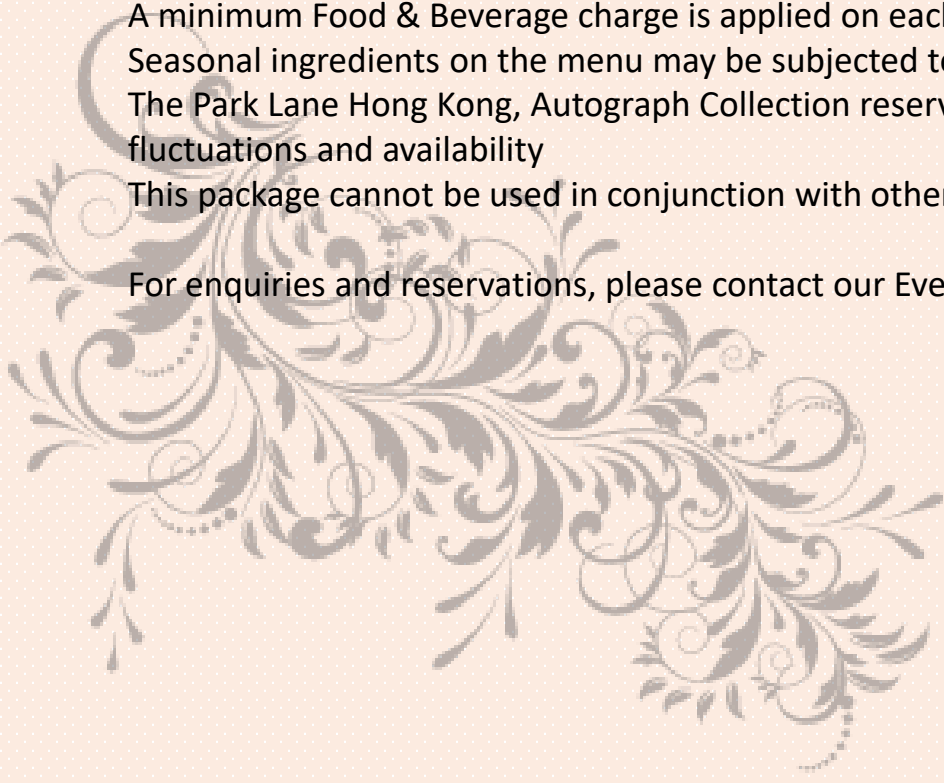 A minimum Food & Beverage charge is applied on each
Seasonal ingredients on the menu may be subjected to
The Park Lane Hong Kong, Autograph Collection reserv
fluctuations and availability
This package cannot be used in conjunction with other
For enquiries and reservations, please contact our Eve